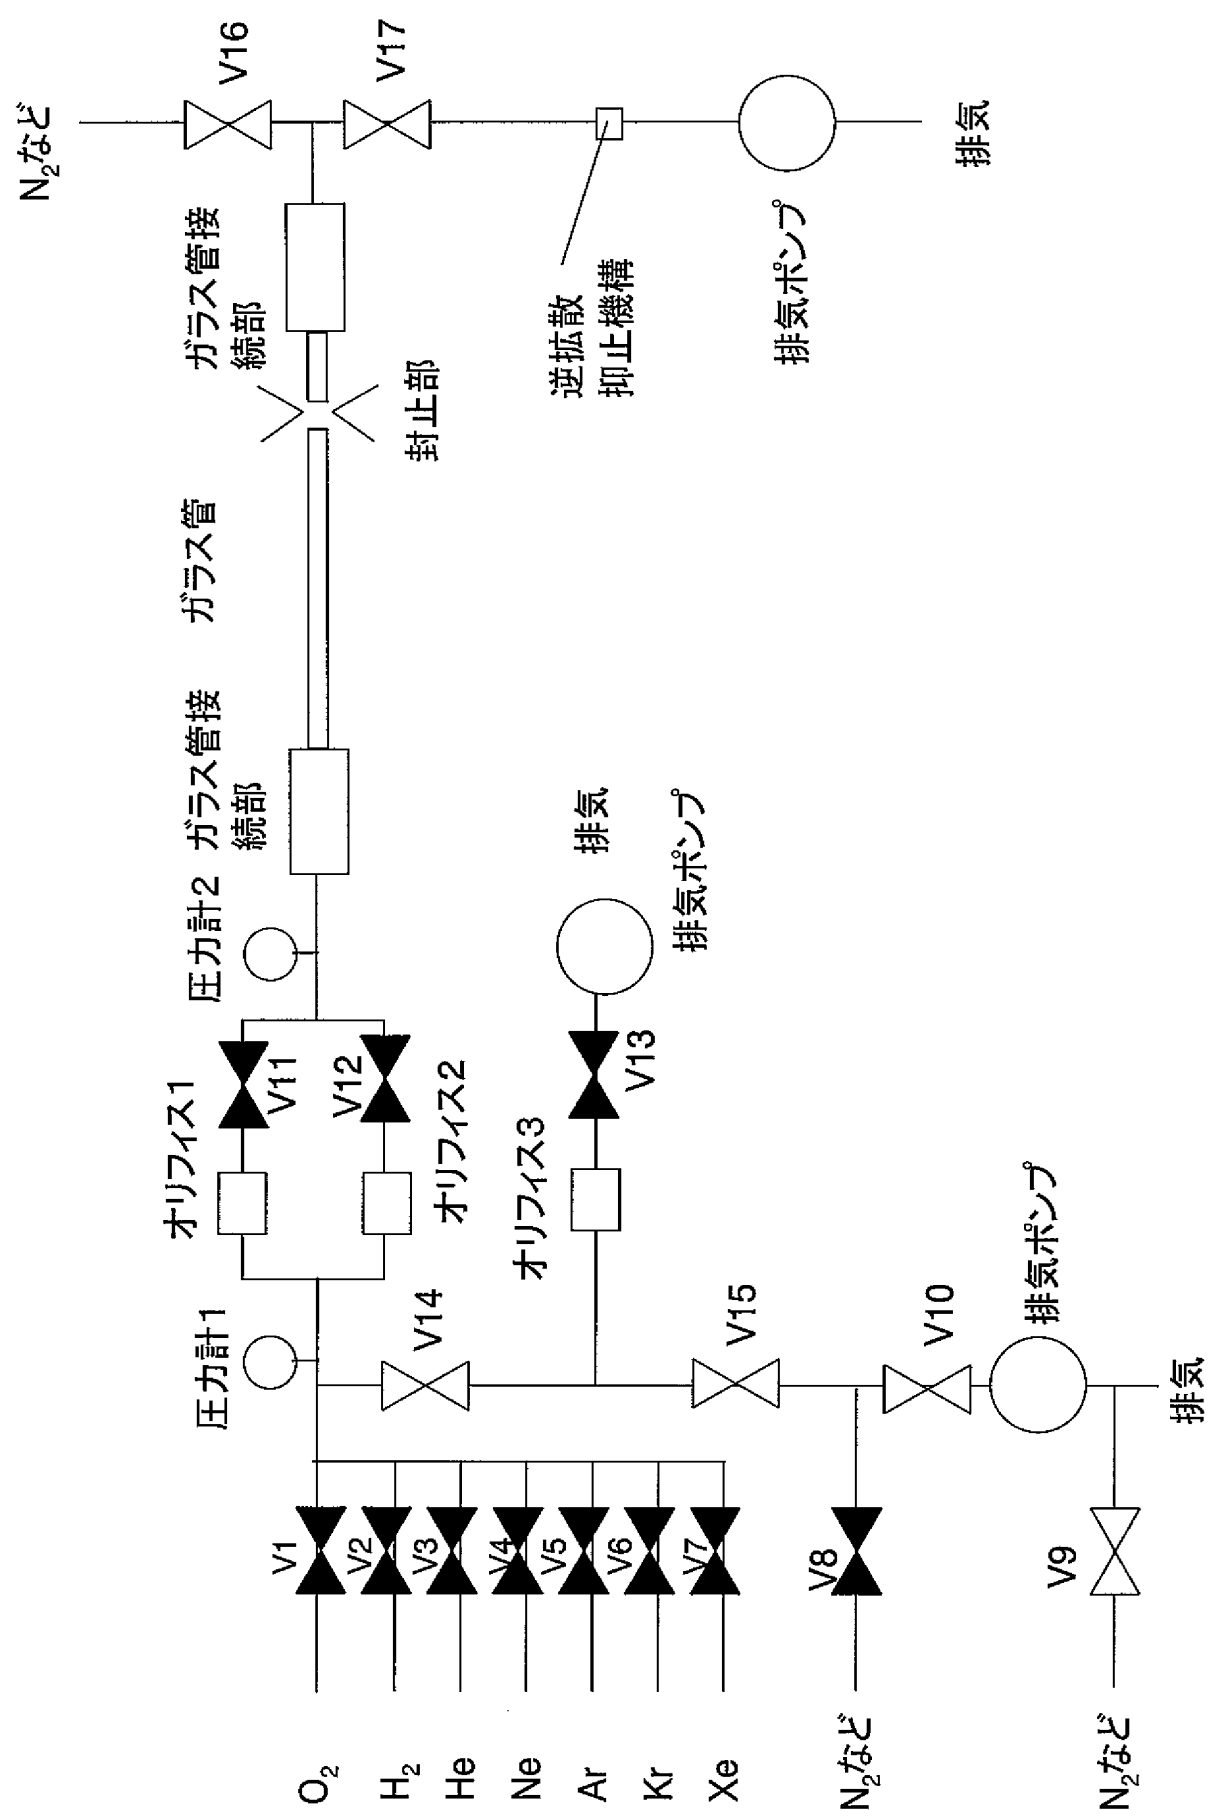 N₂など
V16
V17
ガラス管接
続部
封止部
逆拡散
抑止機構
排気ポンプ
排気
ガラス管
ガラス管接
続部
圧力計2
オリフィス1
V11
V12
オリフィス2
排気
排気ポンプ
V13
オリフィス3
圧力計1
V14
V15
V10
排気ポンプ
排気
V1
V2
V3
V4
V5
V6
V7
V8
V9
O₂
H₂
He
Ne
Ar
Kr
Xe
N₂など
N₂など